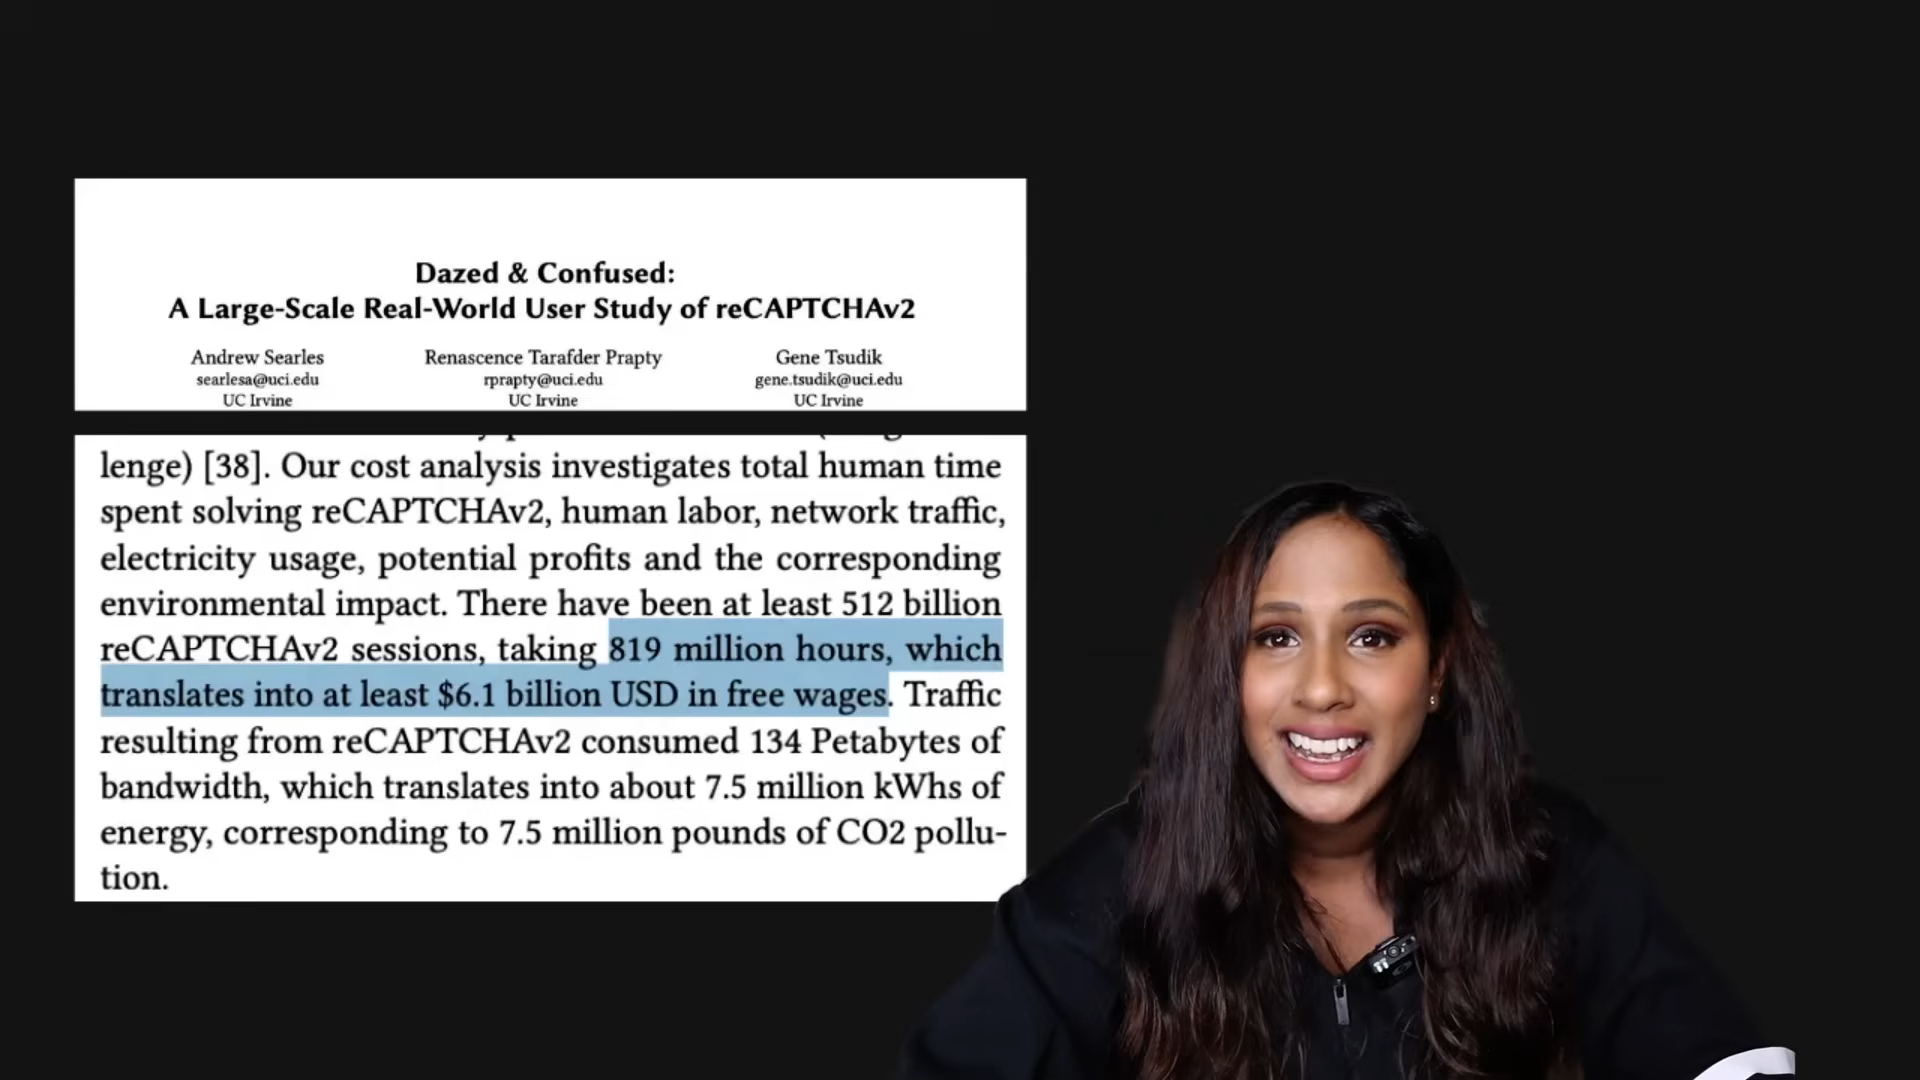 Dazed & Confused:
A Large-Scale Real-World User Study of reCAPTCHAv2
Andrew Searles
searlesa@uci.edu
UC Irvine
Renascence Tarafder Prapty
rprapty@uci.edu
UC Irvine
Gene Tsudik
gene.tsudik@uci.edu
UC Irvine
lenge) [38]. Our cost analysis investigates total human time
spent solving reCAPTCHAv2, human labor, network traffic,
electricity usage, potential profits and the corresponding
environmental impact. There have been at least 512 billion
reCAPTCHAv2 sessions, taking 819 million hours, which
translates into at least $6.1 billion USD in free wages. Traffic
resulting from reCAPTCHAv2 consumed 134 Petabytes of
bandwidth, which translates into about 7.5 million kWhs of
energy, corresponding to 7.5 million pounds of CO2 pollu-
tion.